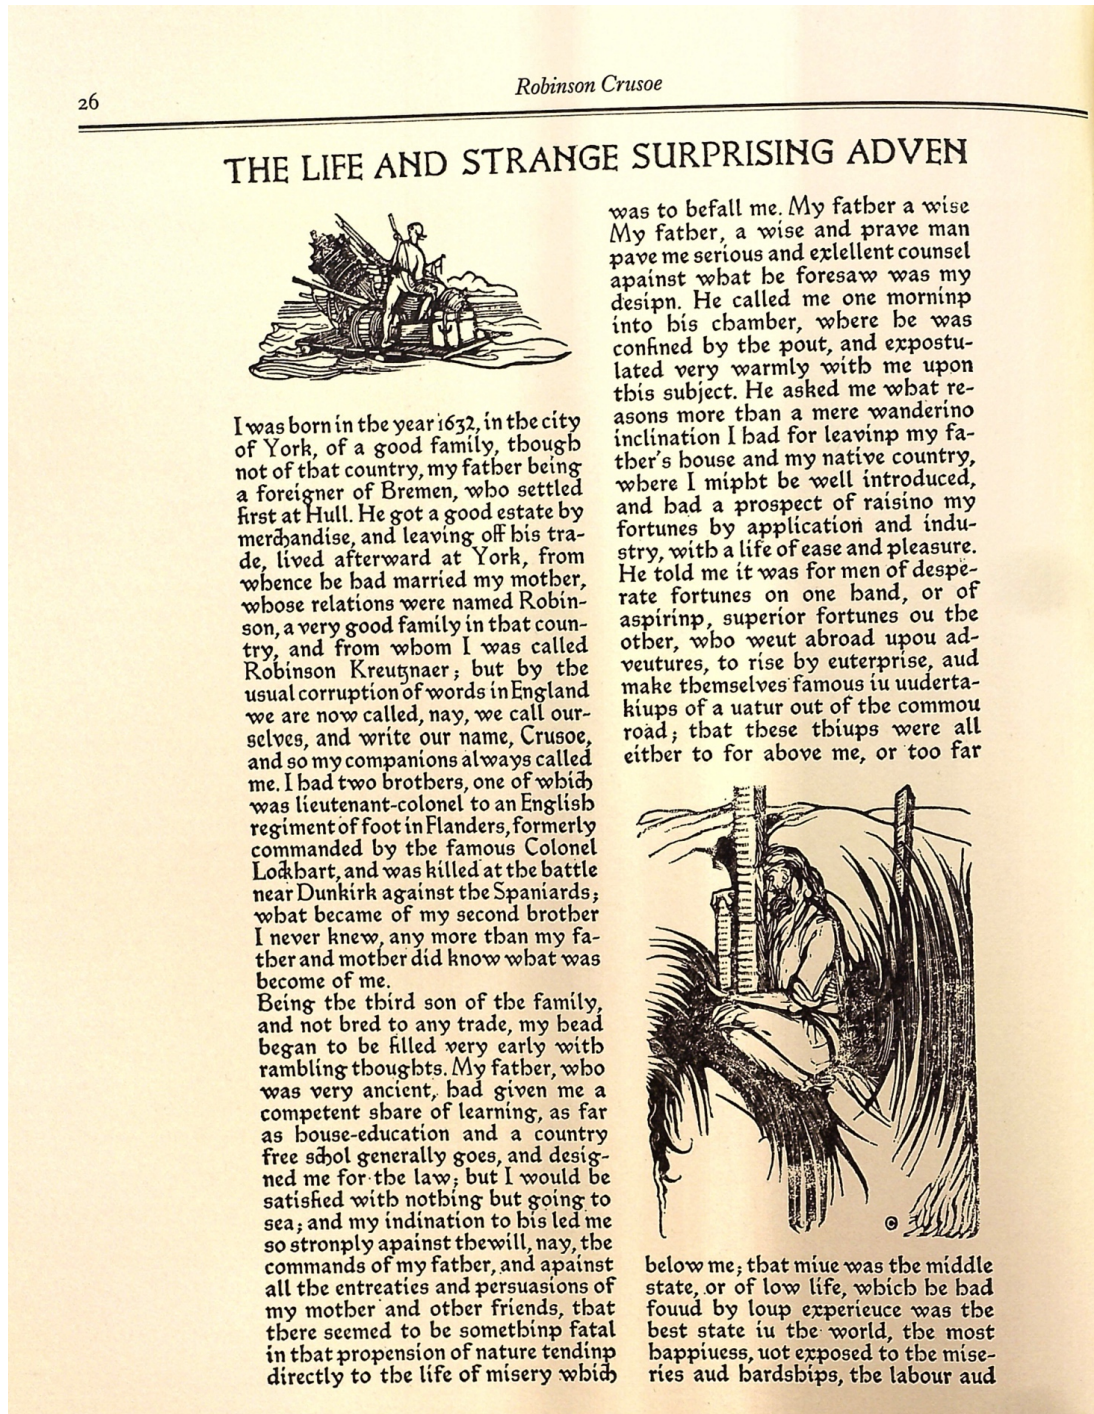 26
Robinson Crusoe
THE LIFE AND STRANGE SURPRISING ADVEN
I was born in the year 1632, in the city
of York, of a good family, though
not of that country, my father being
a foreigner of Bremen, who settled
first at Hull. He got a good estate by
merchandise, and leaving off his tra-
de, lived afterward at York, from
whence he had married my mother,
whose relations were named Robin-
son, a very good family in that coun-
try, and from whom I was called
Robinson Kreutznaer; but by the
usual corruption of words in England
we are now called, nay, we call our-
selves, and write our name, Crusoe,
and so my companions always called
me. I had two brothers, one of which
was lieutenant-colonel to an English
regiment of foot in Flanders, formerly
commanded by the famous Colonel
Lockhart, and was killed at the battle
near Dunkirk against the Spaniards;
what became of my second brother
I never knew, any more than my fa-
ther and mother did know what was
become of me.
Being the third son of the family,
and not bred to any trade, my head
began to be filled very early with
rambling thoughts. My father, who
was very ancient, had given me a
competent share of learning, as far
as house-education and a country
free schol generally goes, and desig-
ned me for the law; but I would be
satisfied with nothing but going to
sea; and my indination to his led me
so stronply apainst thewill, nay, the
commands of my father, and apainst
all the entreaties and persuasions of
my mother and other friends, that
there seemed to be somethinp fatal
in that propension of nature tendinp
directly to the life of misery which
was to befall me. My father a wise
My father, a wise and prave man
pave me serious and exlellent counsel
apainst what he foresaw was my
desipn. He called me one morninp
into his chamber, where he was
confined by the pout, and expostu-
lated very warmly with me upon
this subject. He asked me what re-
asons more than a mere wanderino
inclination I had for leavinp my fa-
ther's house and my native country,
where I mipht be well introduced,
and had a prospect of raisino my
fortunes by application and indu-
stry, with a life of ease and pleasure.
He told me it was for men of despe-
rate fortunes on one hand, or of
aspirinp, superior fortunes ou the
other, who weut abroad upou ad-
veutures, to rise by euterprise, aud
make themselves famous iu uuderta-
kiups of a uatur out of the commou
road; that these thiups were all
either to for above me, or too far
©
below me; that miue was the middle
state, or of low life, which he had
fouud by loup experieuce was the
best state iu the world, the most
happiuess, uot exposed to the mise-
ries aud hardships, the labour aud